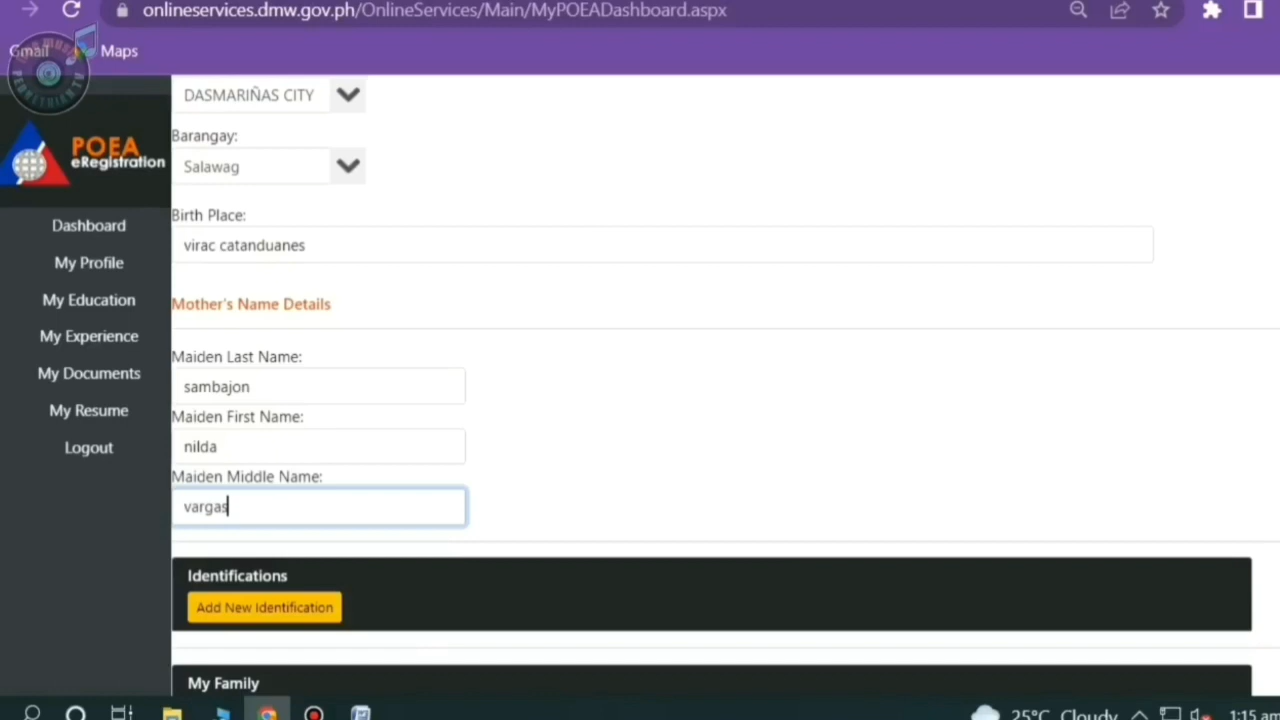 onlineservices.dmw.gov.ph/OnlineServices/Main/MyPOEADashboard.aspx
Gmail
Maps
PEDRETURIAN TV
POEA
eRegistration
Dashboard
My Profile
My Education
My Experience
My Documents
My Resume
Logout
DASMARIÑAS CITY
Barangay:
Salawag
Birth Place:
virac catanduanes
Mother's Name Details
Maiden Last Name:
sambajon
Maiden First Name:
nilda
Maiden Middle Name:
vargas
Identifications
Add New Identification
My Family
25°C Cloudy
1:15 am